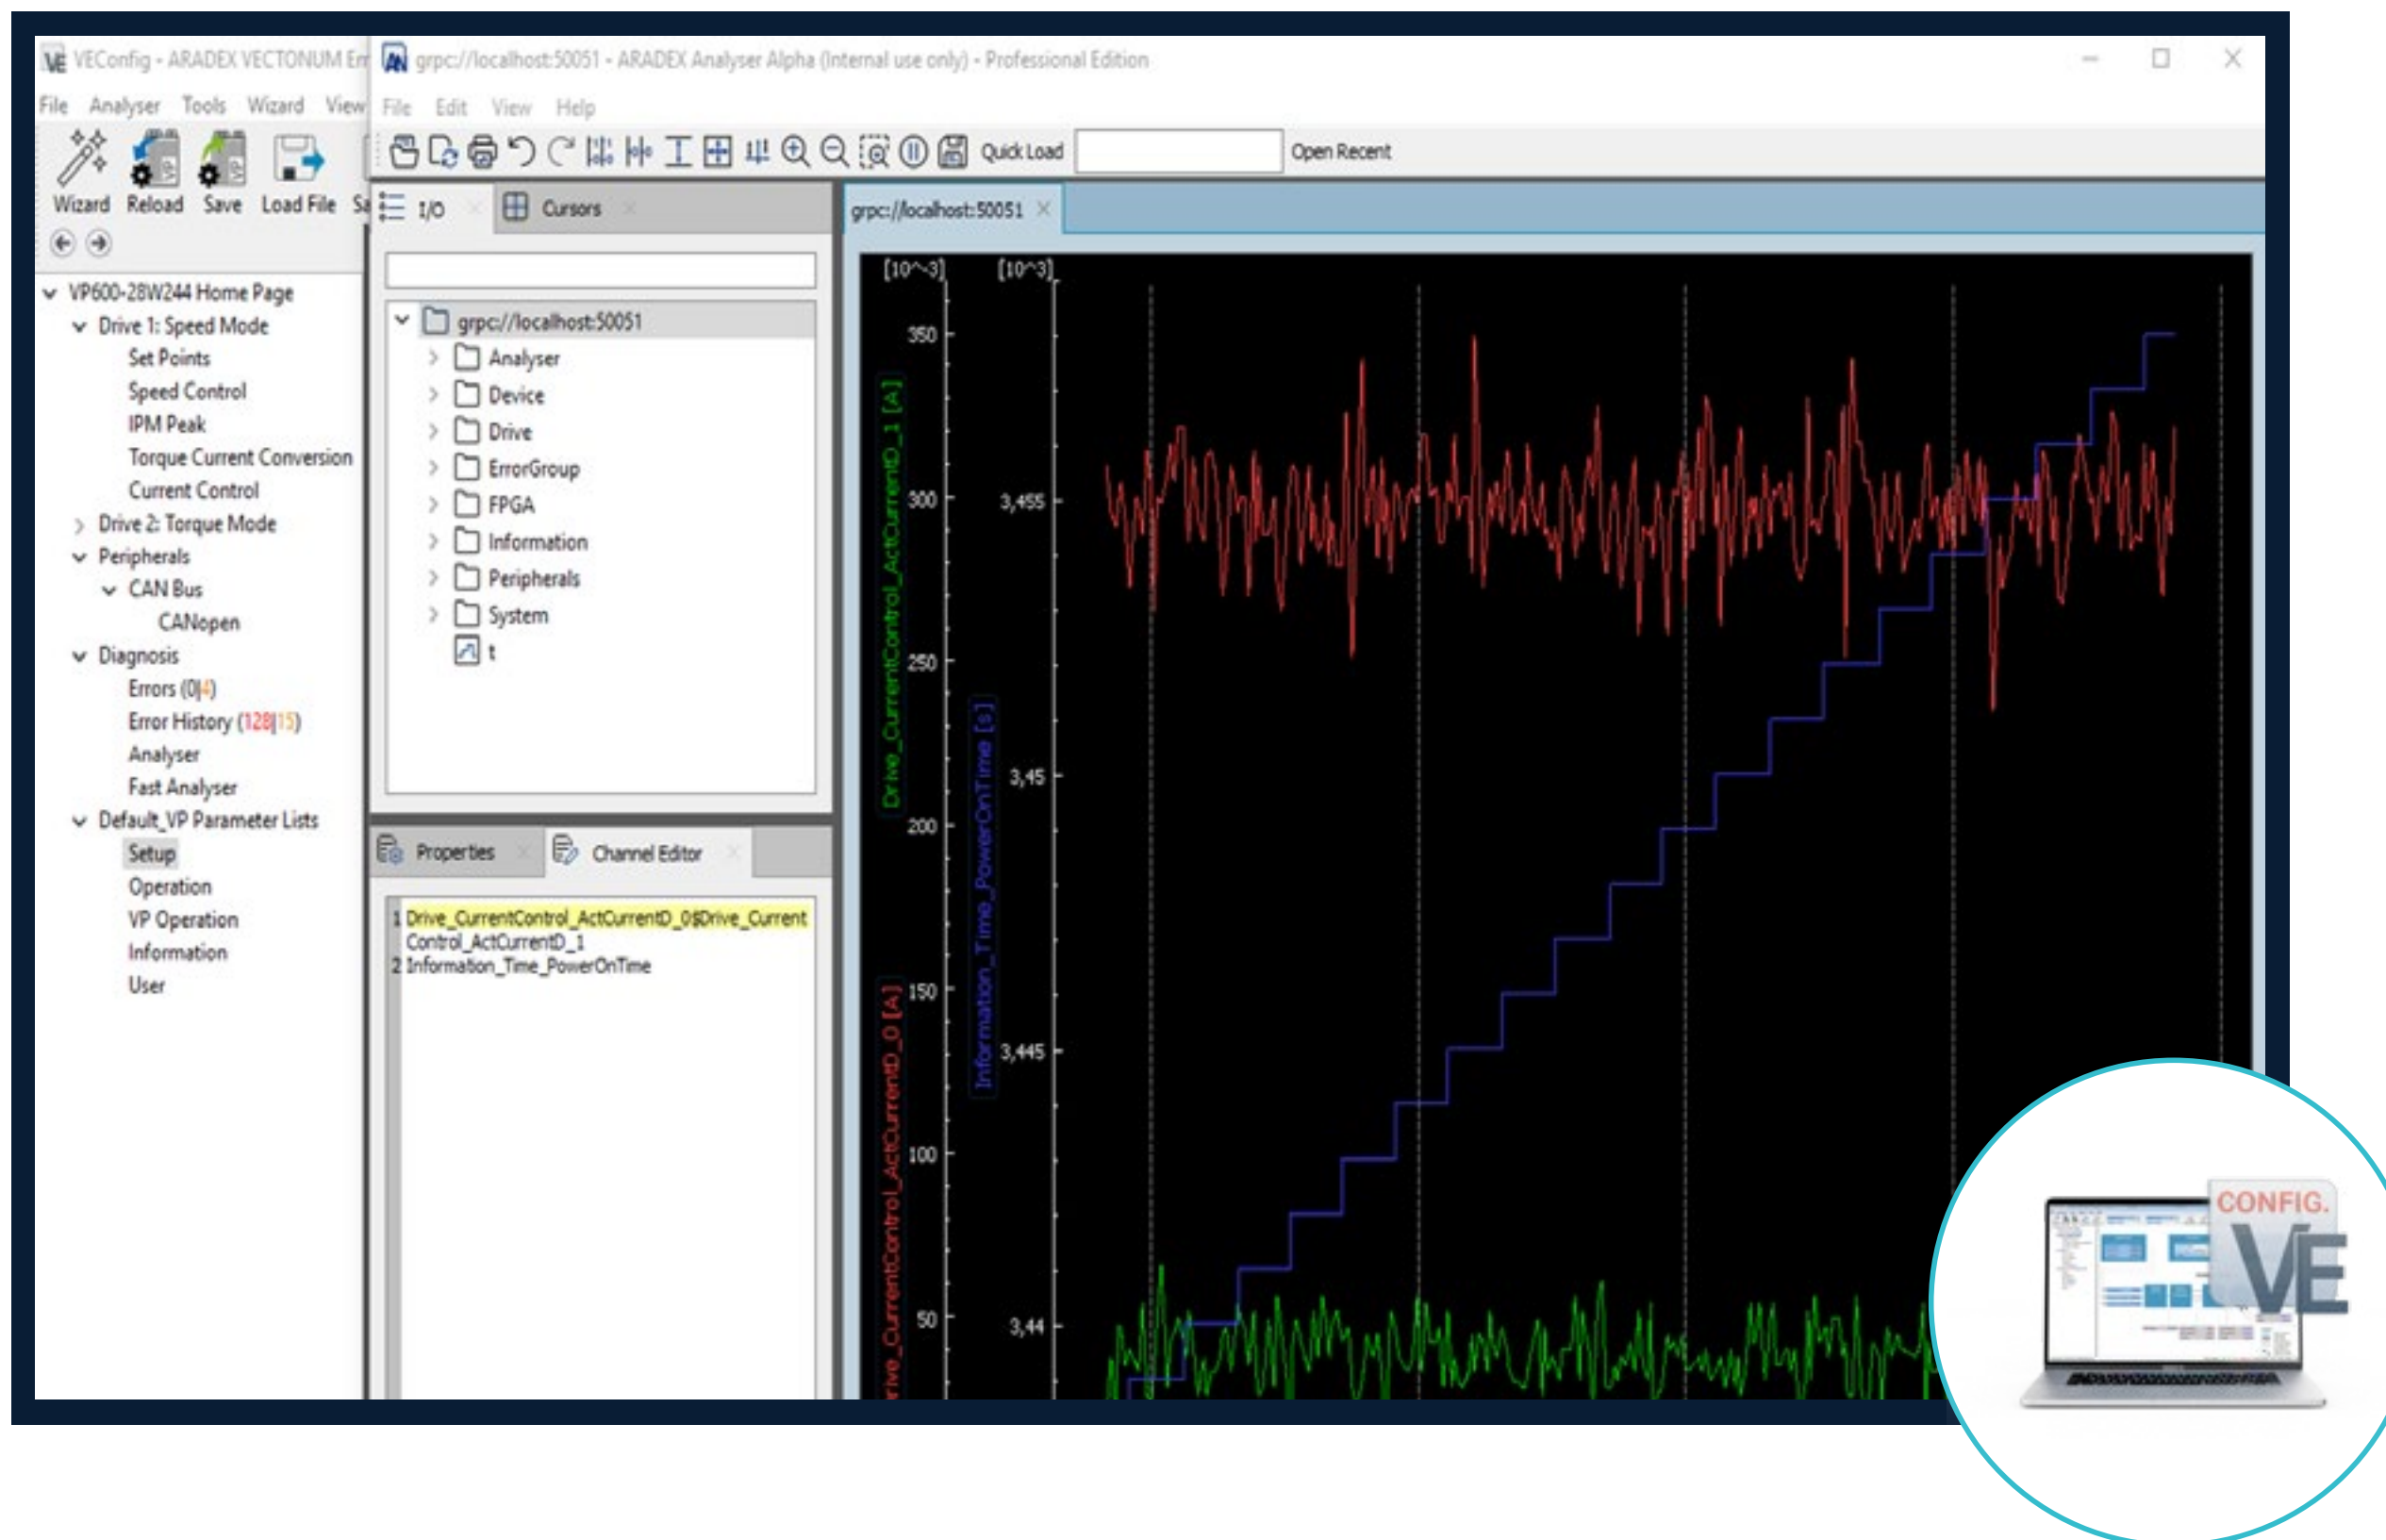 VEConfig - ARADEX VECTONUM Err
File Analyser Tools Wizard View
Wizard Reload Save Load File Sa
VP600-28W244 Home Page
Drive 1: Speed Mode
Set Points
Speed Control
IPM Peak
Torque Current Conversion
Current Control
Drive 2: Torque Mode
Peripherals
CAN Bus
CANopen
Diagnosis
Errors (0|4)
Error History (128|15)
Analyser
Fast Analyser
Default_VP Parameter Lists
Setup
Operation
VP Operation
Information
User
grpc://localhost:50051 - ARADEX Analyser Alpha (Internal use only) - Professional Edition
File Edit View Help
Quick Load Open Recent
I/O Cursors
grpc://localhost:50051
Analyser
Device
Drive
ErrorGroup
FPGA
Information
Peripherals
System
t
Properties Channel Editor
1 Drive_CurrentControl_ActCurrentD_0$Drive_Current
Control_ActCurrentD_1
2 Information_Time_PowerOnTime
grpc://localhost:50051
[10^-3] [10^3]
350
300
250
200
150
100
50
3,455
3,45
3,445
3,44
Drive_CurrentControl_ActCurrentD_1 [A]
rive_CurrentControl_ActCurrentD_0 [A]
Information_Time_PowerOnTime [s]
CONFIG.
VE